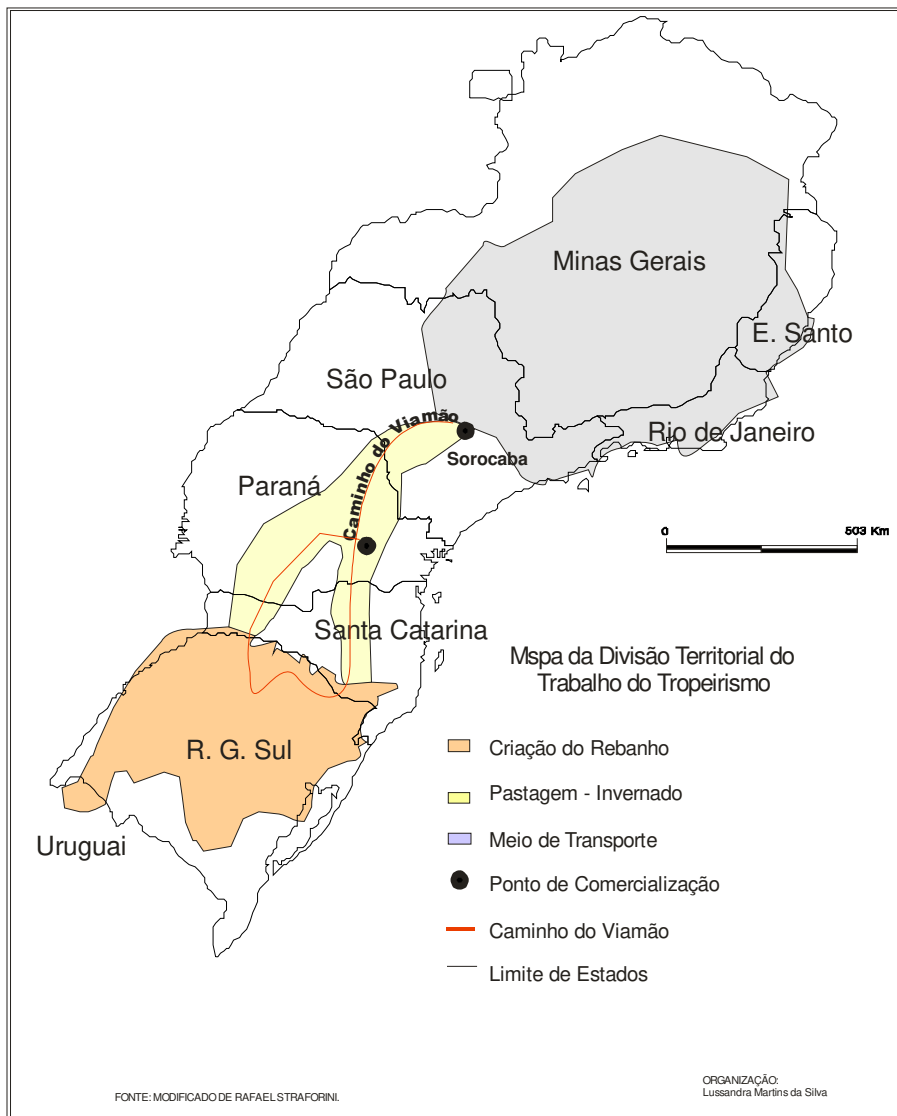 Minas Gerais
E. Santo
São Paulo
Caminho do Viamão
Rio de Janeiro
Sorocaba
Paraná
0 503 Km
Santa Catarina
Mspa da Divisão Territorial do
Trabalho do Tropeirismo
R. G. Sul
Criação do Rebanho
Pastagem - Invernado
Uruguai
Meio de Transporte
Ponto de Comercialização
Caminho do Viamão
Limite de Estados
FONTE: MODIFICADO DE RAFAEL STRAFORINI.
ORGANIZAÇÃO:
Lussandra Martins da Silva